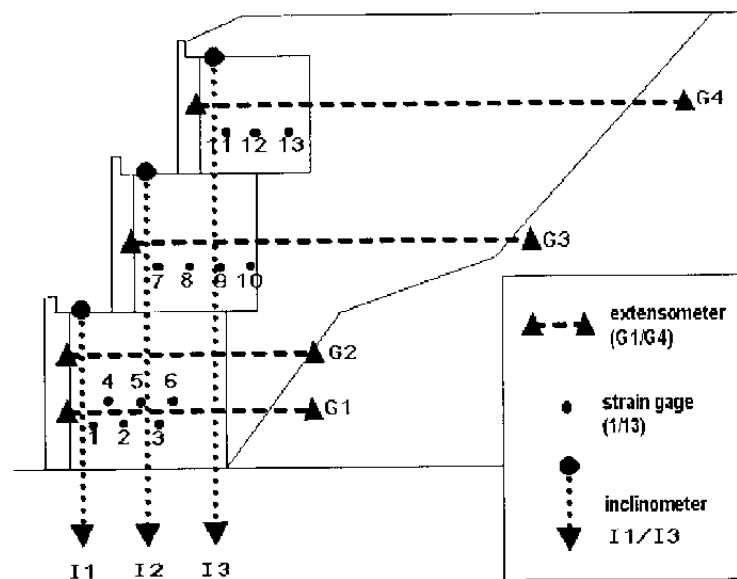 G4
11 12 13
G3
7 8 9 10
G2
4 5 6
G1
1 2 3
I1 I2 I3
extensometer
(G1/G4)
strain gage
(1/13)
inclinometer
I1/I3